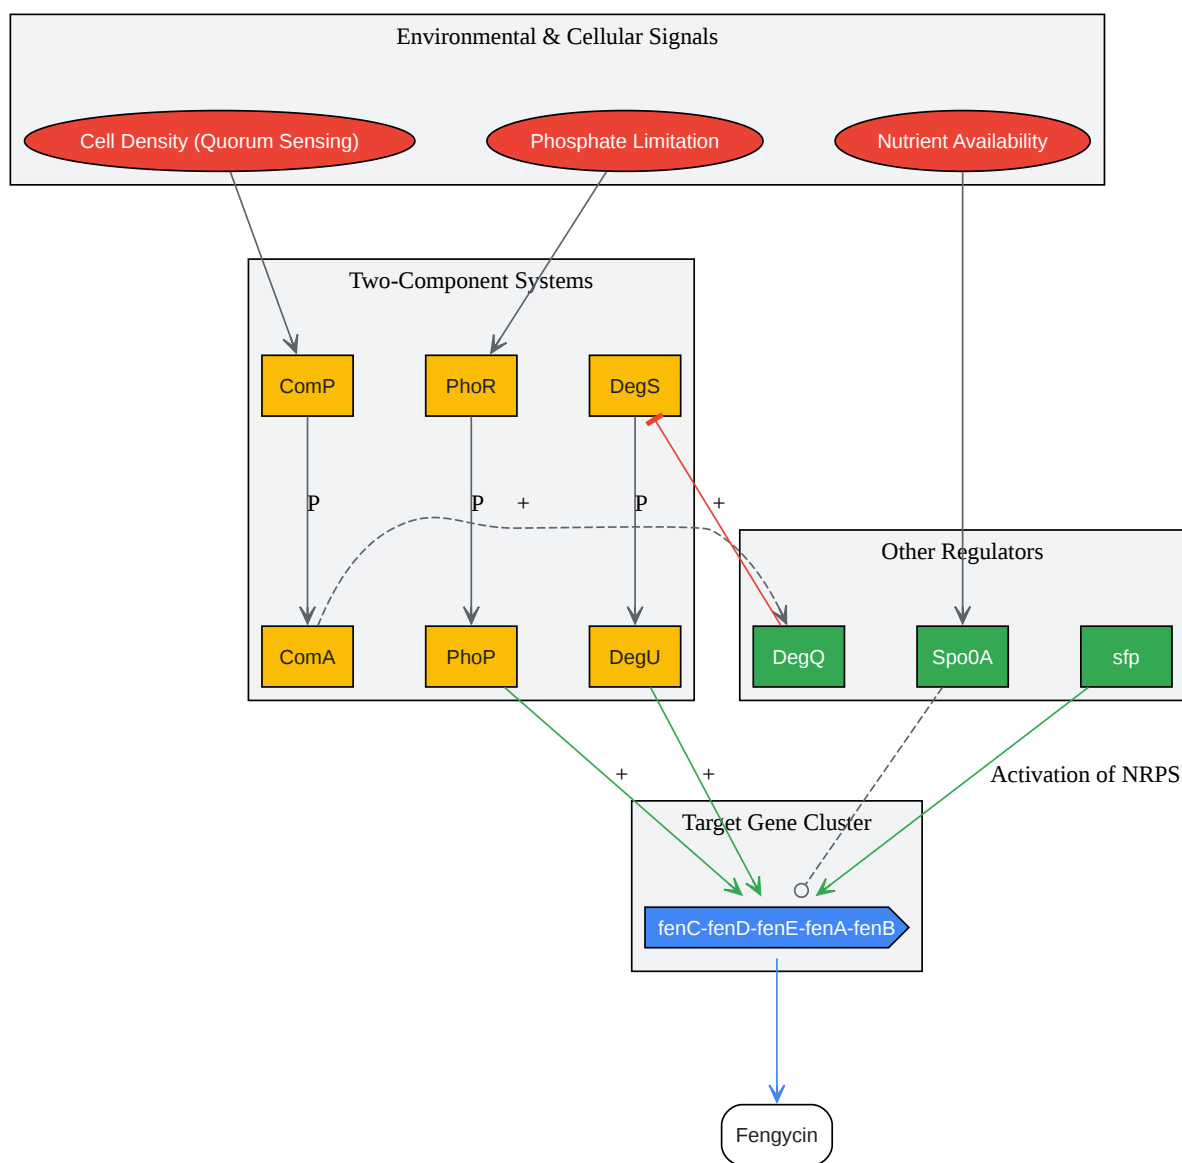 Environmental & Cellular Signals
Cell Density (Quorum Sensing)
Phosphate Limitation
Nutrient Availability
Two-Component Systems
ComP
PhoR
DegS
P
P
+
P
+
Other Regulators
ComA
PhoP
DegU
DegQ
Spo0A
sfp
+
+
Activation of NRPS
Target Gene Cluster
fenC-fenD-fenE-fenA-fenB
Fengycin